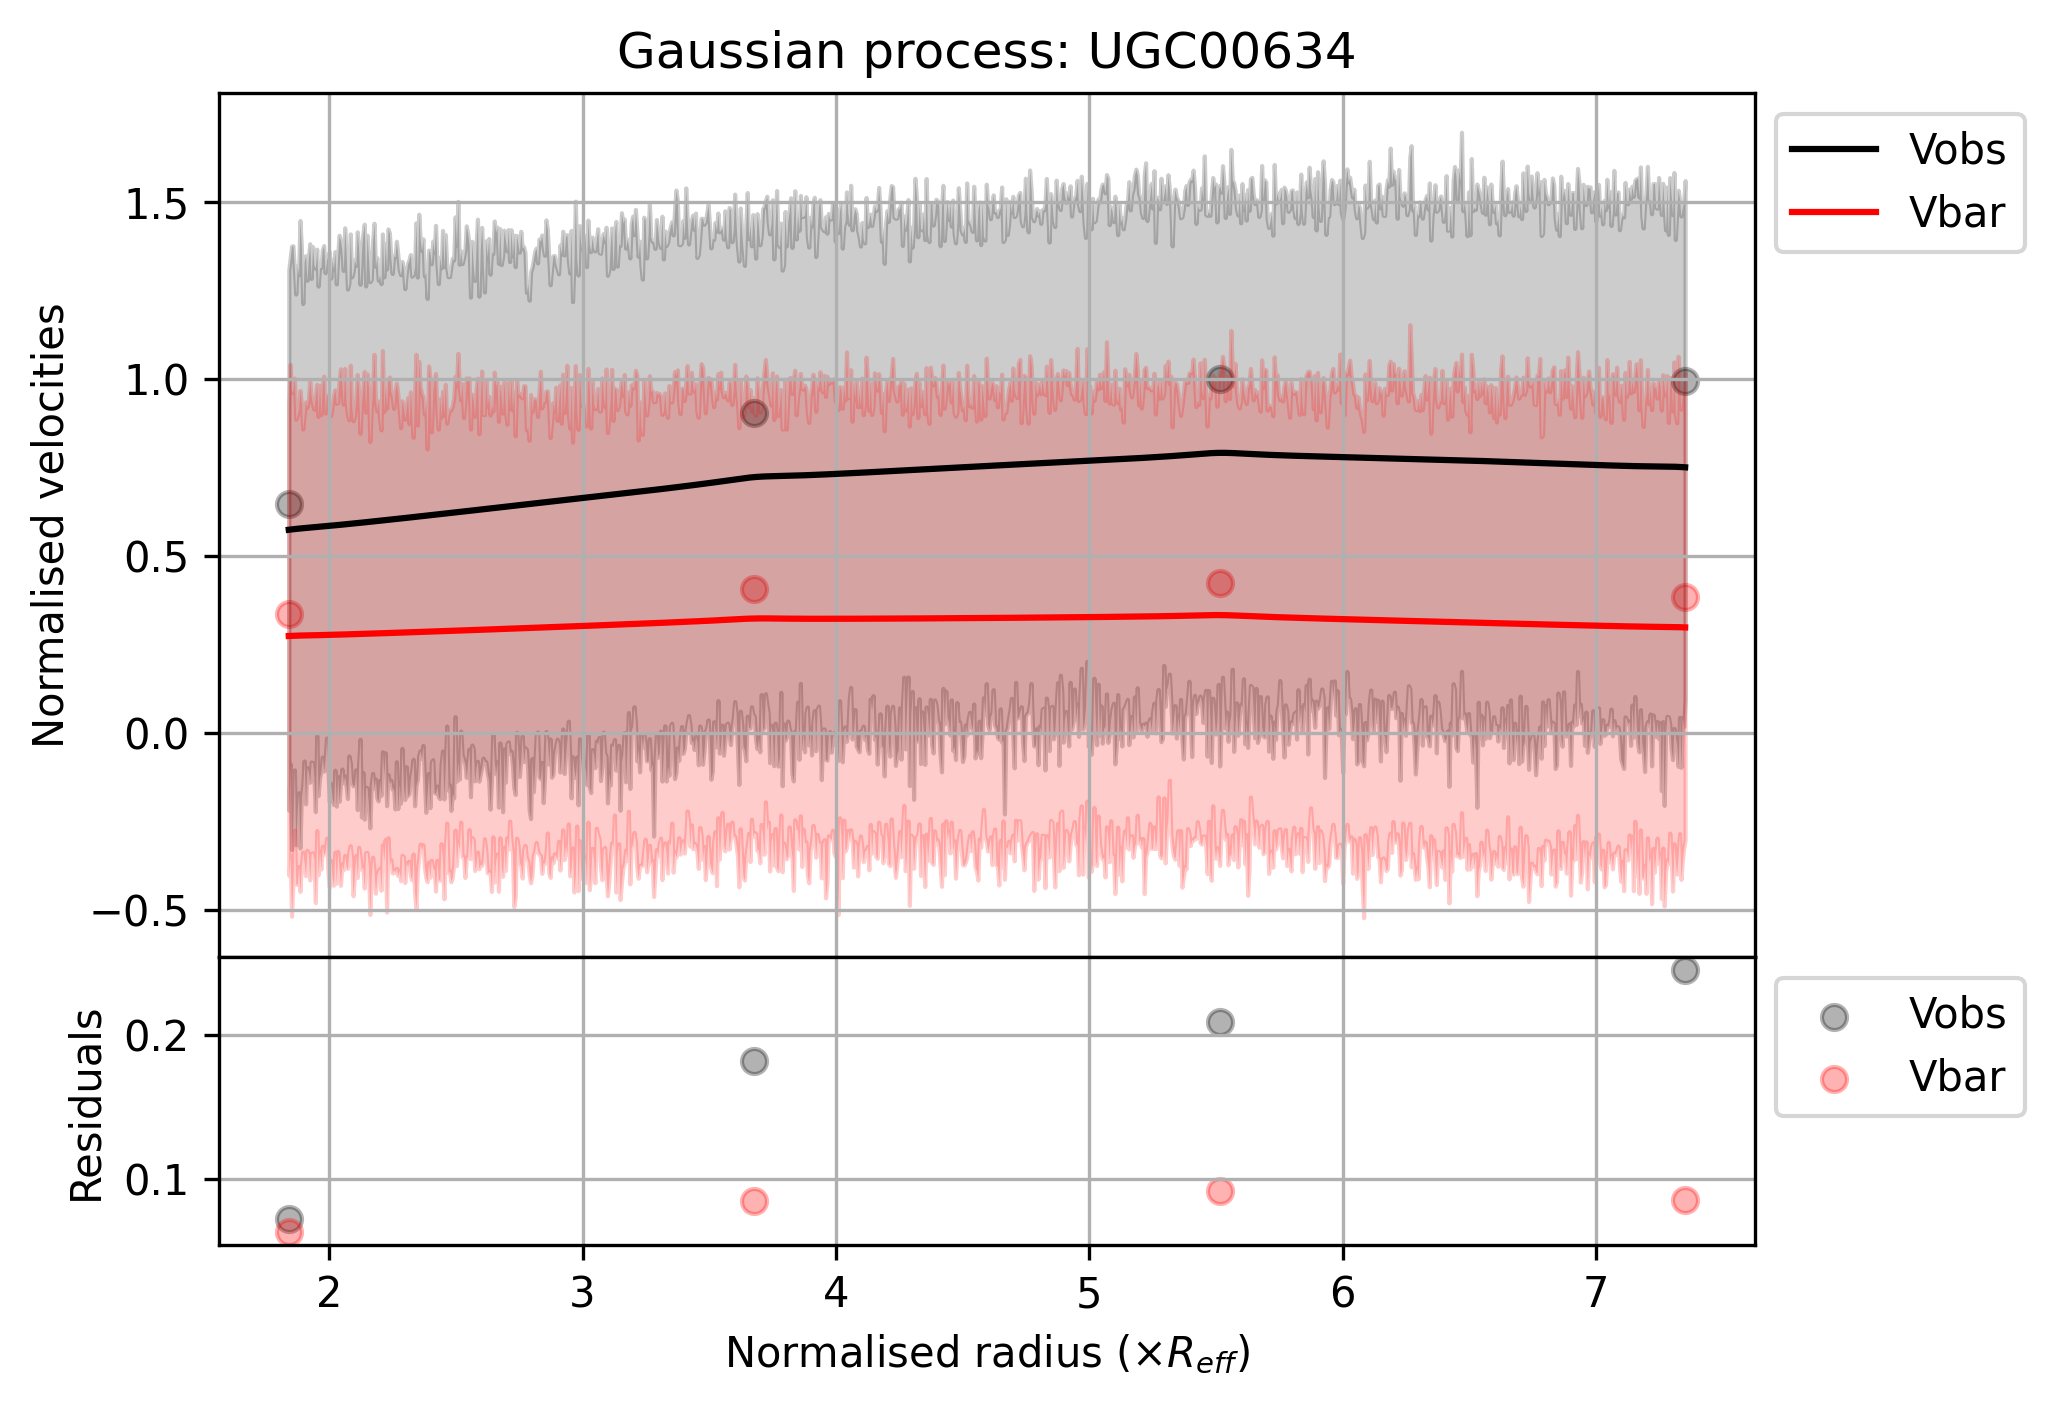 Gaussian process: UGC00634
Normalised velocities
1.5
1.0
0.5
0.0
−0.5
Vobs
Vbar
Residuals
0.2
0.1
Vobs
Vbar
2 3 4 5 6 7
Normalised radius (×R_eff)